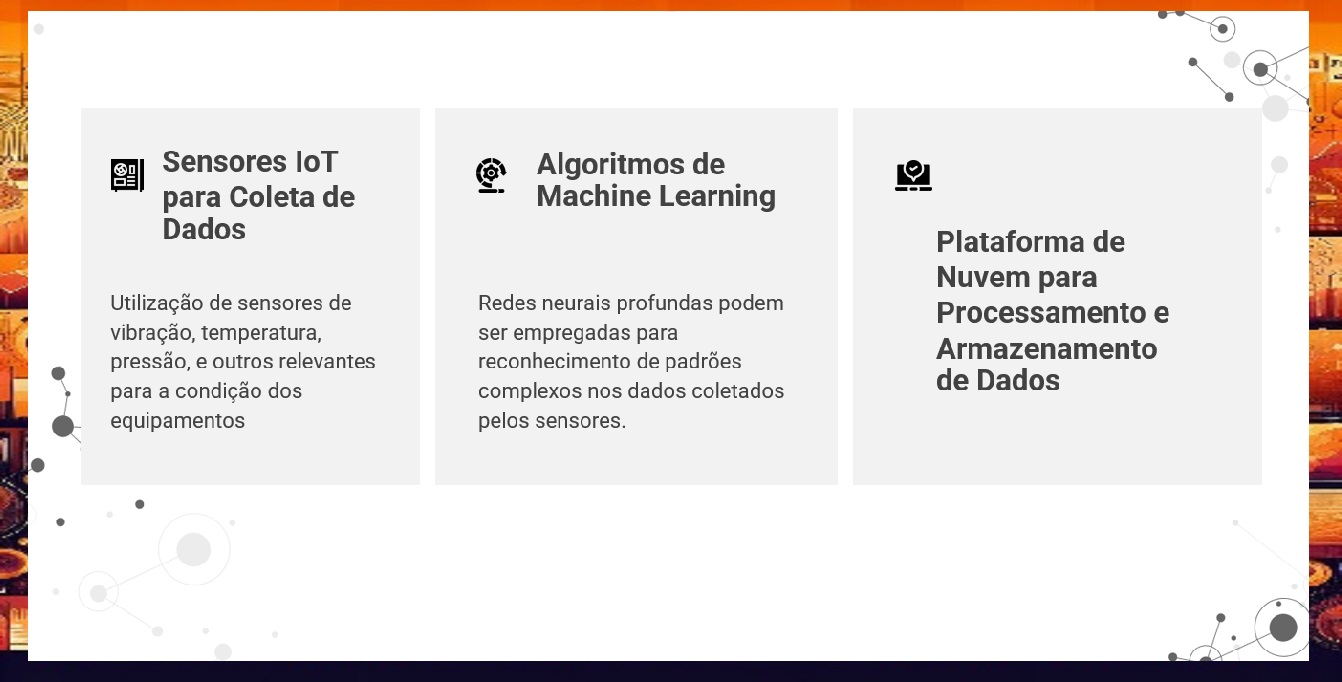 Sensores IoT
para Coleta de
Dados
Utilização de sensores de
vibração, temperatura,
pressão, e outros relevantes
para a condição dos
equipamentos
Algoritmos de
Machine Learning
Redes neurais profundas podem
ser empregadas para
reconhecimento de padrões
complexos nos dados coletados
pelos sensores.
Plataforma de
Nuvem para
Processamento e
Armazenamento
de Dados